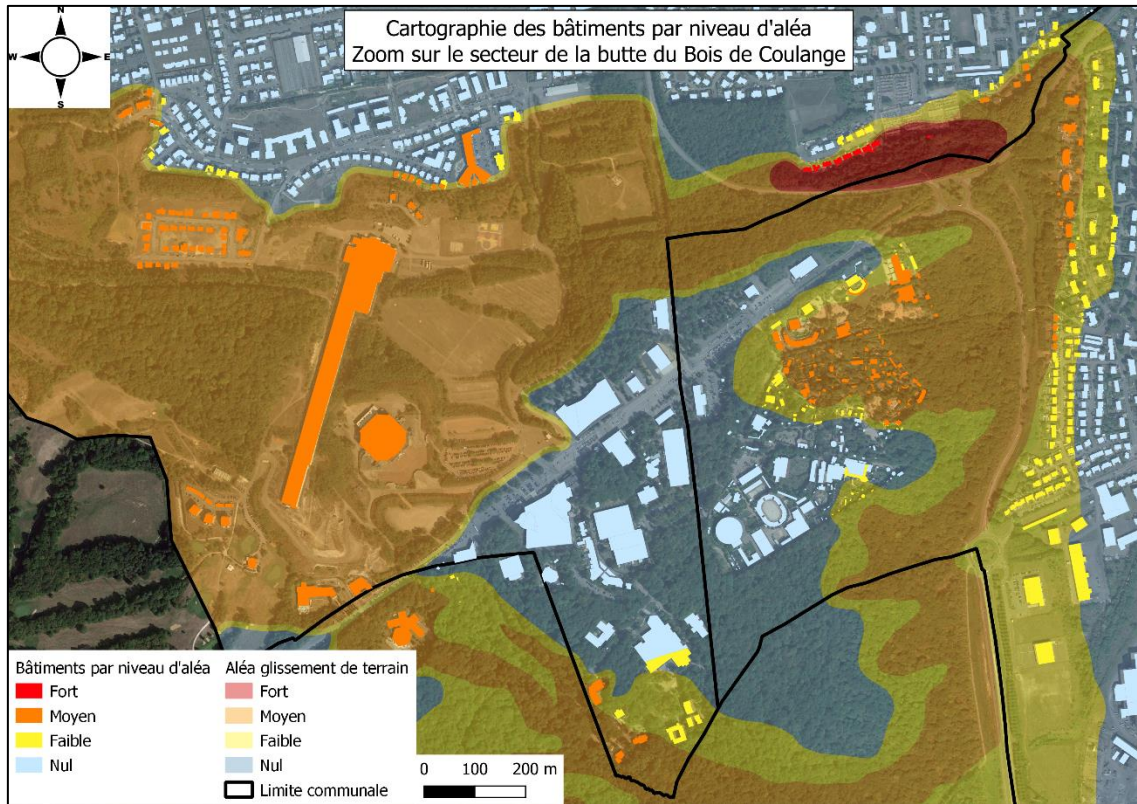 Cartographie des bâtiments par niveau d'aléa
Zoom sur le secteur de la butte du Bois de Coulange
N
W E
S
Bâtiments par niveau d'aléa
Fort
Moyen
Faible
Nul
Aléa glissement de terrain
Fort
Moyen
Faible
Nul
Limite communale
0 100 200 m